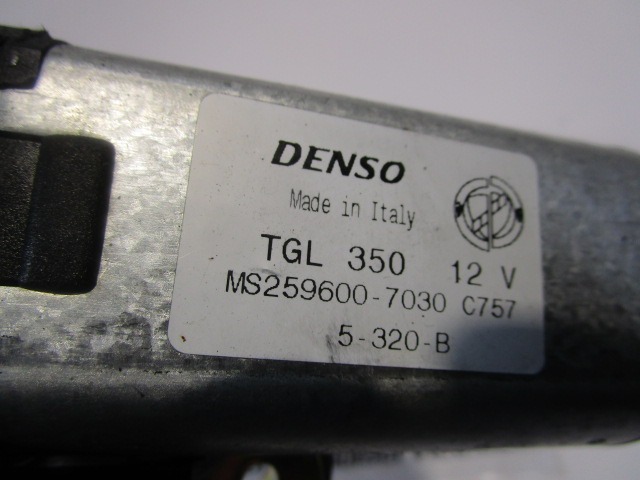 DENSO
Made in Italy
TGL 350 12 V
MS259600-7030 C757
5-320-B